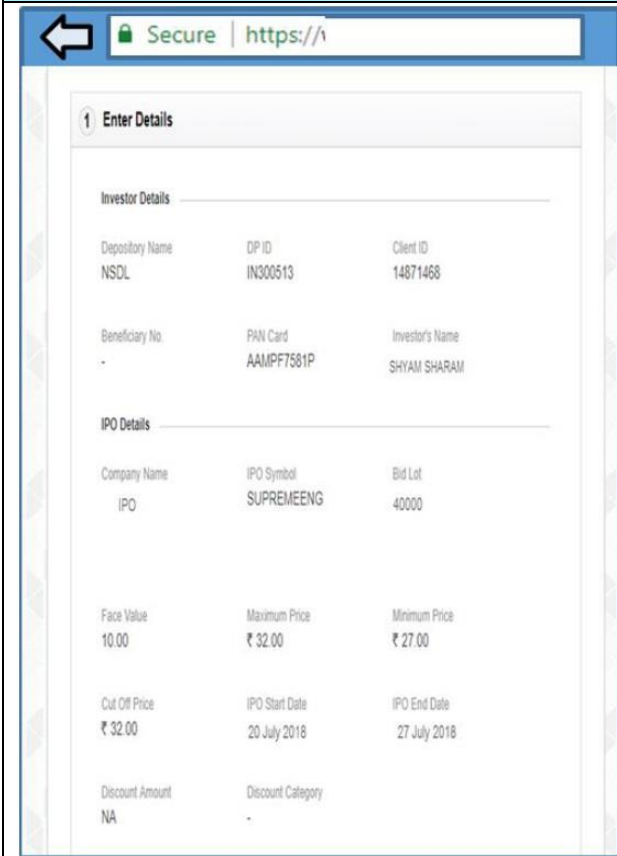 Secure | https://
1 Enter Details
Investor Details
Depository Name DP ID Client ID
NSDL IN300513 14871468
Beneficiary No. PAN Card Investor's Name
- AAMPF7581P SHYAM SHARAM
IPO Details
Company Name IPO Symbol Bid Lot
IPO SUPREMEENG 40000
Face Value Maximum Price Minimum Price
10.00 ₹ 32.00 ₹ 27.00
Cut Off Price IPO Start Date IPO End Date
₹ 32.00 20 July 2018 27 July 2018
Discount Amount Discount Category
NA -